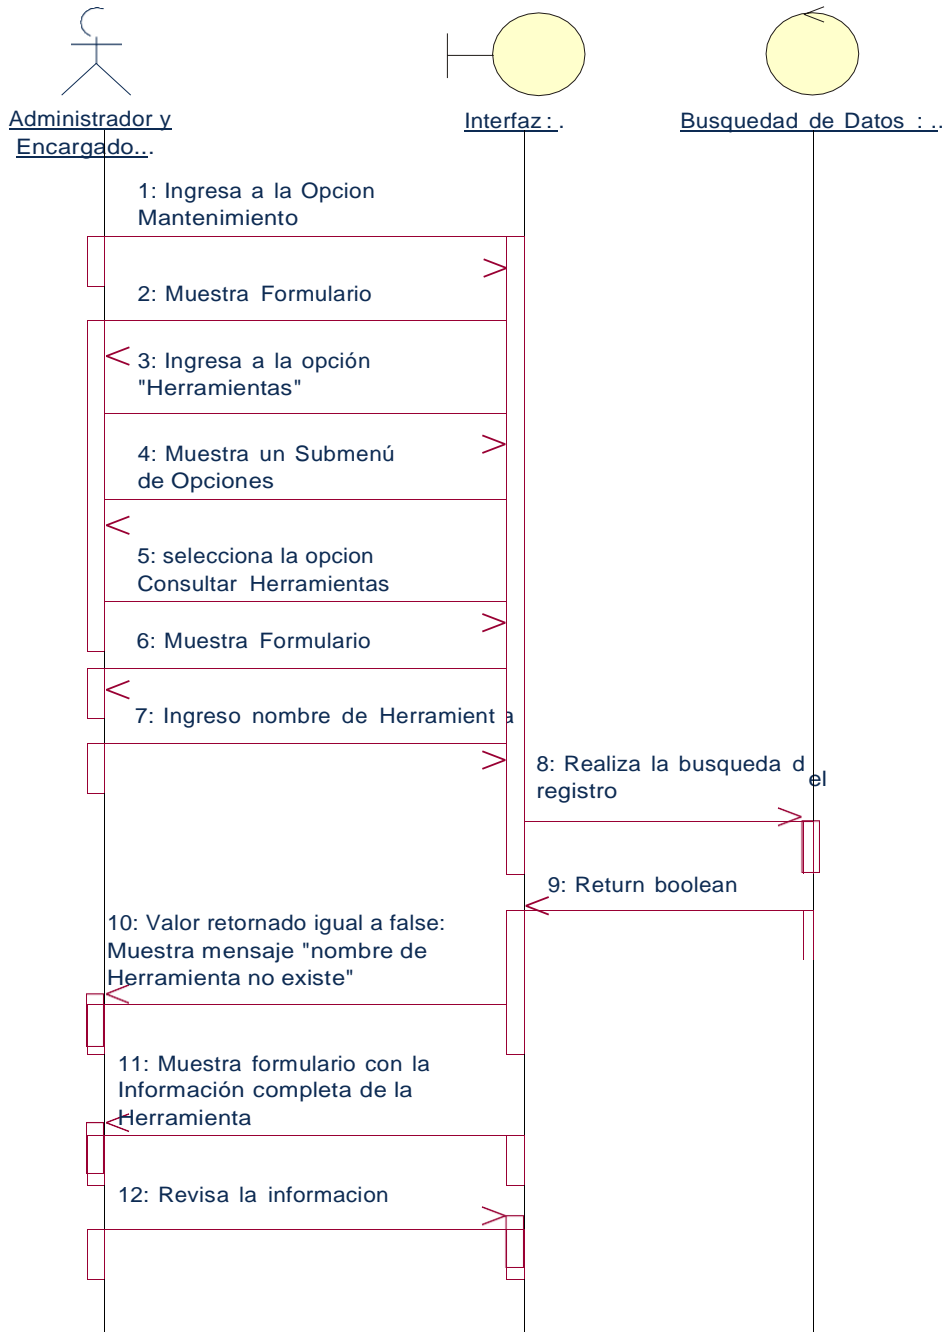 Administrador y
Encargado...
Interfaz : .
Busquedad de Datos : ..
1: Ingresa a la Opcion
Mantenimiento
2: Muestra Formulario
3: Ingresa a la opción
"Herramientas"
4: Muestra un Submenú
de Opciones
5: selecciona la opcion
Consultar Herramientas
6: Muestra Formulario
7: Ingreso nombre de Herramienta
8: Realiza la busqueda del
registro
9: Return boolean
10: Valor retornado igual a false:
Muestra mensaje "nombre de
Herramienta no existe"
11: Muestra formulario con la
Información completa de la
Herramienta
12: Revisa la informacion